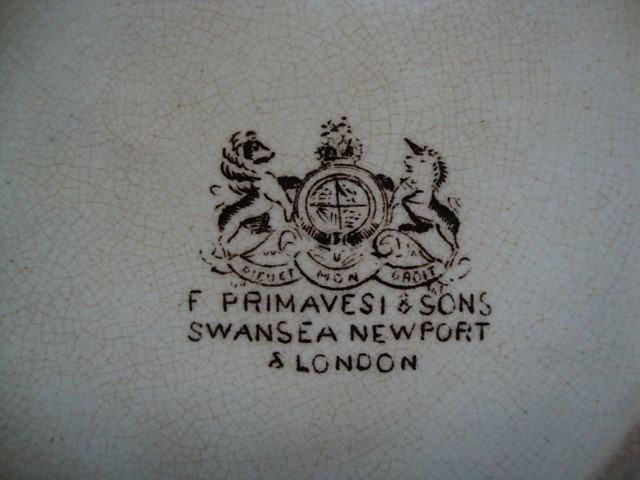 DIEU ET MON DROIT
F PRIMAVESI & SONS
SWANSEA NEWPORT
& LONDON